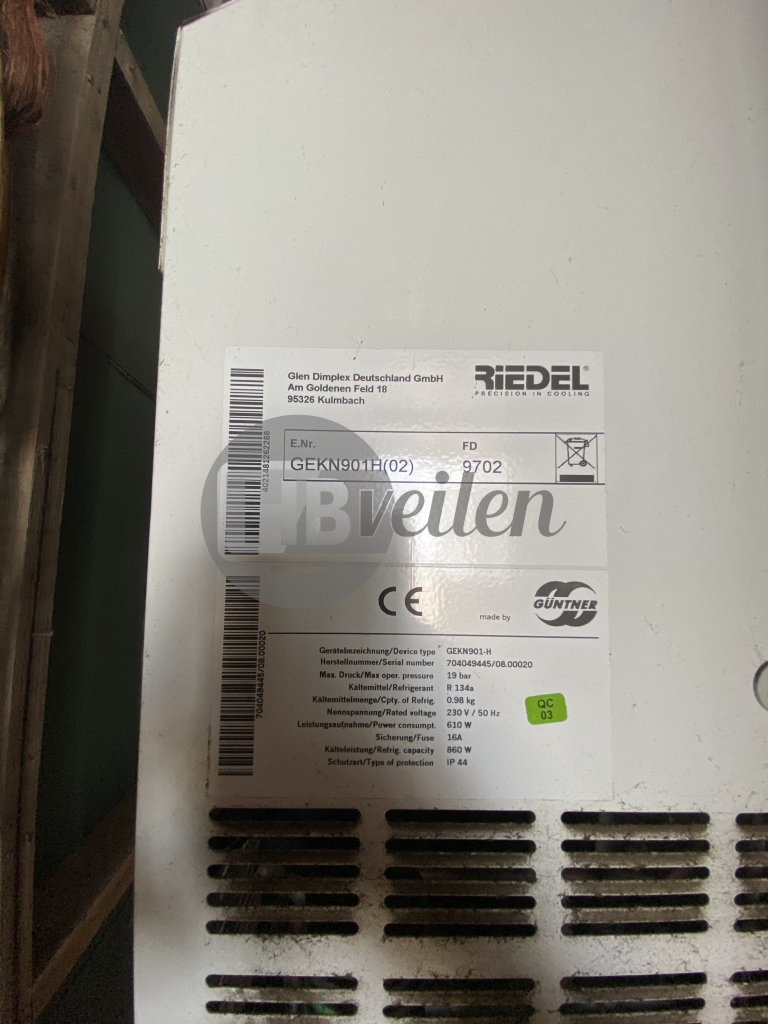 Glen Dimplex Deutschland GmbH
Am Goldenen Feld 18
95326 Kulmbach
RIEDEL®
PRECISION IN COOLING
E.Nr.
FD
GEKN901H(02)
9702
4021481262288
HBveilen
CE
made by
GÜNTNER
704049445/08.00020
Gerätebezeichnung/Device type GEKN901-H
Herstellnummer/Serial number 704049445/08.00020
Max. Druck/Max oper. pressure 19 bar
Kältemittel/Refrigerant R 134a
Kältemittelmenge/Cpty. of Refrig. 0.98 kg
Nennspannung/Rated voltage 230 V / 50 Hz
Leistungsaufnahme/Power consumpt. 610 W
Sicherung/Fuse 16A
Kälteleistung/Refrig. capacity 860 W
Schutzart/Type of protection IP 44
QC
03